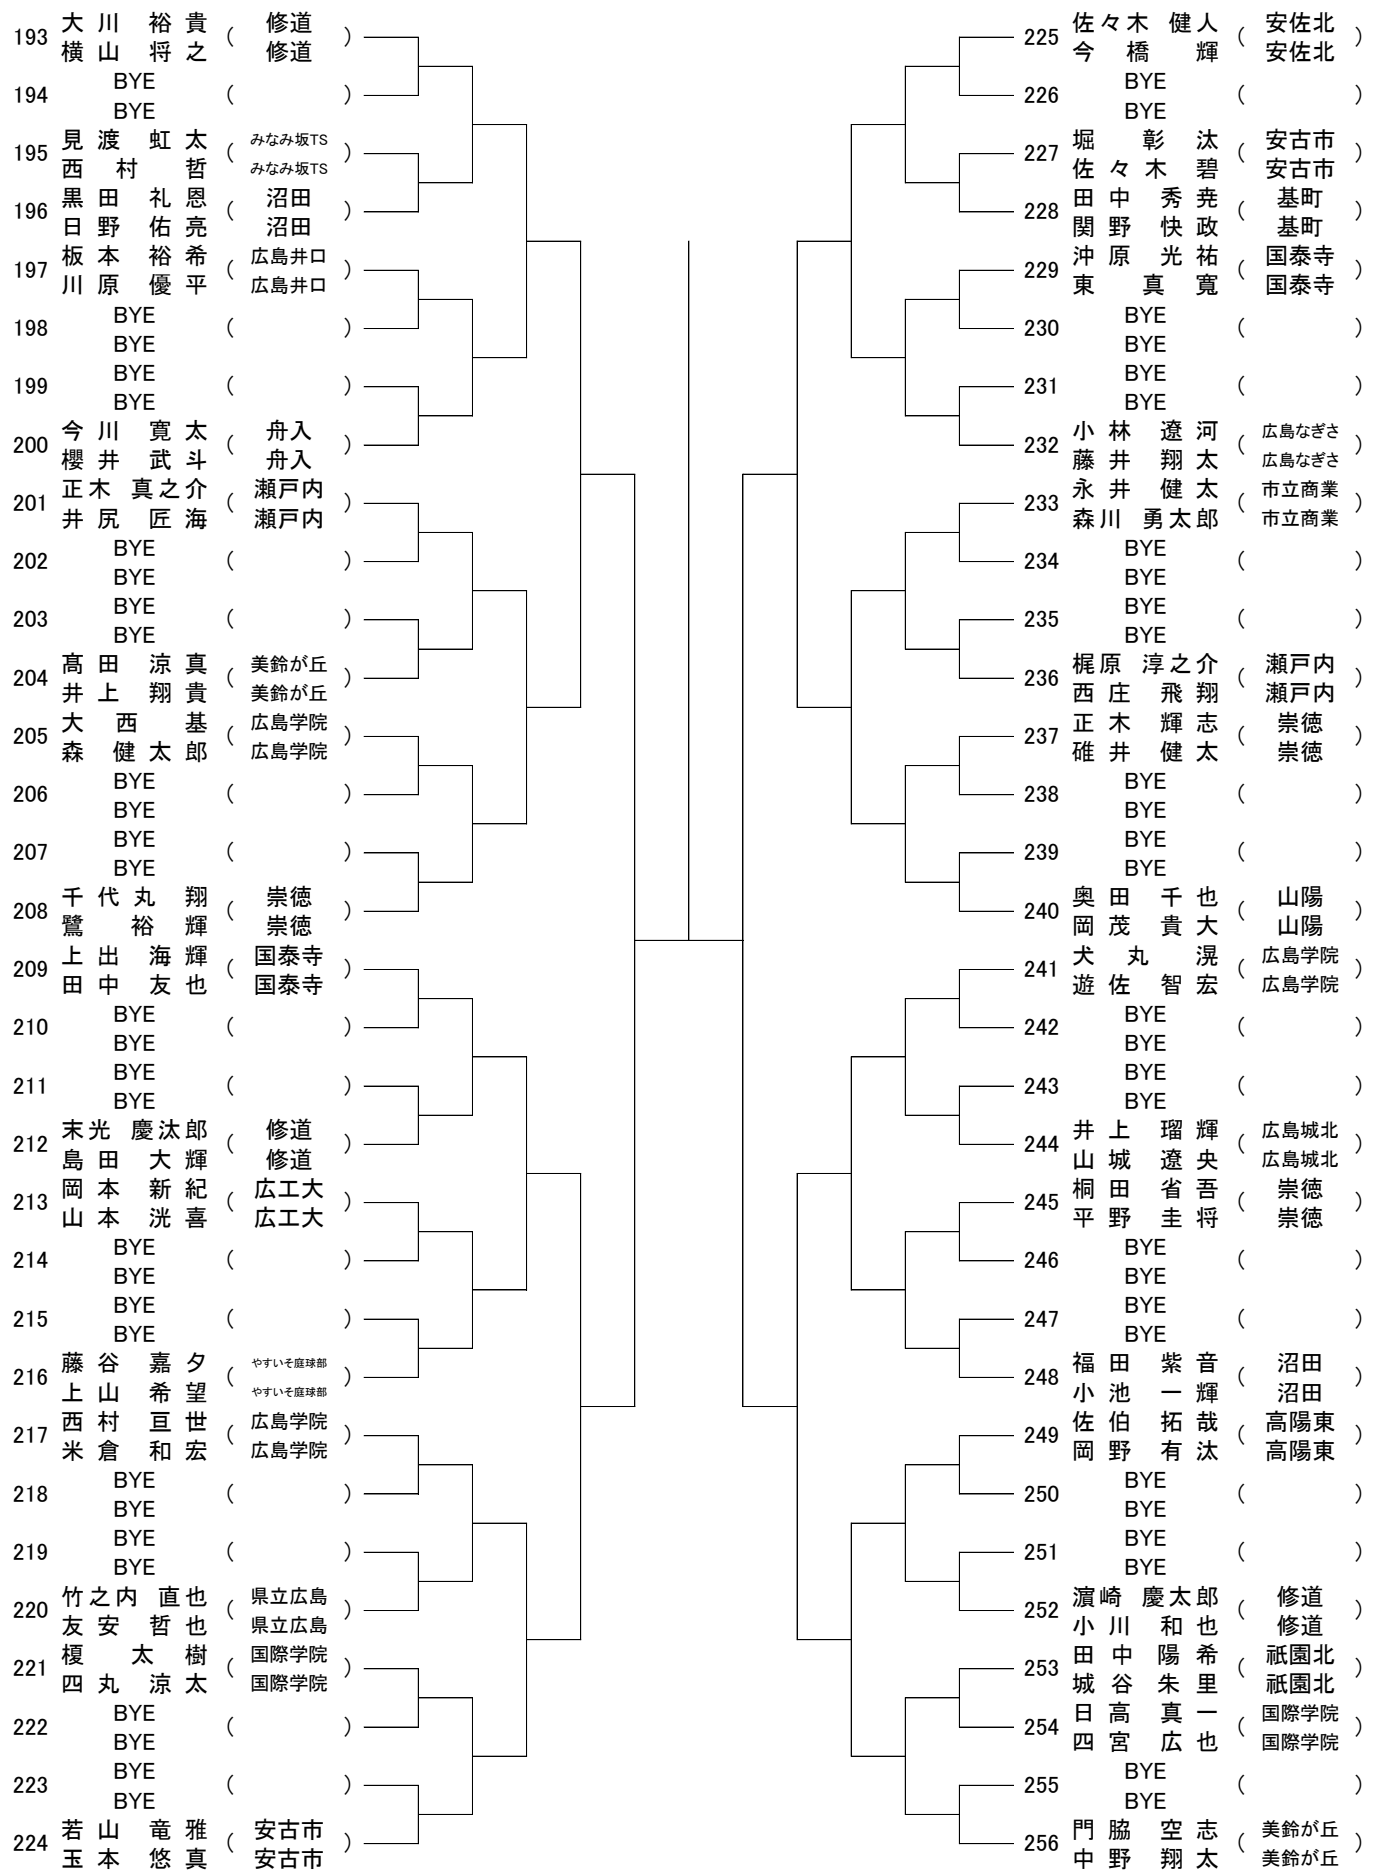 193 大川 裕貴 ( 修道 )
横山 将之 修道
194 BYE ( )
BYE
195 見渡 虹太 ( みなみ坂TS )
西村 哲 みなみ坂TS
196 黒田 礼恩 ( 沼田 )
日野 佑亮 沼田
197 板本 裕希 ( 広島井口 )
川原 優平 広島井口
198 BYE ( )
BYE
199 BYE ( )
BYE
200 今川 寛太 ( 舟入 )
櫻井 武斗 舟入
201 正木 真之介 ( 瀬戸内 )
井尻 匠海 瀬戸内
202 BYE ( )
BYE
203 BYE ( )
BYE
204 髙田 涼真 ( 美鈴が丘 )
井上 翔貴 美鈴が丘
205 大西 基 ( 広島学院 )
森 健太郎 広島学院
206 BYE ( )
BYE
207 BYE ( )
BYE
208 千代丸 翔 ( 崇徳 )
鷺 裕輝 崇徳
209 上出 海輝 ( 国泰寺 )
田中 友也 国泰寺
210 BYE ( )
BYE
211 BYE ( )
BYE
212 末光 慶汰郎 ( 修道 )
島田 大輝 修道
213 岡本 新紀 ( 広工大 )
山本 洸喜 広工大
214 BYE ( )
BYE
215 BYE ( )
BYE
216 藤谷 嘉夕 ( やすいそ庭球部 )
上山 希望 やすいそ庭球部
217 西村 亘世 ( 広島学院 )
米倉 和宏 広島学院
218 BYE ( )
BYE
219 BYE ( )
BYE
220 竹之内 直也 ( 県立広島 )
友安 哲也 県立広島
221 榎 太樹 ( 国際学院 )
四丸 涼太 国際学院
222 BYE ( )
BYE
223 BYE ( )
BYE
224 若山 竜雅 ( 安古市 )
玉本 悠真 安古市
225 佐々木 健人 ( 安佐北 )
今橋 輝 安佐北
226 BYE ( )
BYE
227 堀 彰汰 ( 安古市 )
佐々木 碧 安古市
228 田中 秀尭 ( 基町 )
関野 快政 基町
229 沖原 光祐 ( 国泰寺 )
東 真寛 国泰寺
230 BYE ( )
BYE
231 BYE ( )
BYE
232 小林 遼河 ( 広島なぎさ )
藤井 翔太 広島なぎさ
233 永井 健太 ( 市立商業 )
森川 勇太郎 市立商業
234 BYE ( )
BYE
235 BYE ( )
BYE
236 梶原 淳之介 ( 瀬戸内 )
西庄 飛翔 瀬戸内
237 正木 輝志 ( 崇徳 )
碓井 健太 崇徳
238 BYE ( )
BYE
239 BYE ( )
BYE
240 奥田 千也 ( 山陽 )
岡茂 貴大 山陽
241 犬丸 滉 ( 広島学院 )
遊佐 智宏 広島学院
242 BYE ( )
BYE
243 BYE ( )
BYE
244 井上 瑠輝 ( 広島城北 )
山城 遼央 広島城北
245 桐田 省吾 ( 崇徳 )
平野 圭将 崇徳
246 BYE ( )
BYE
247 BYE ( )
BYE
248 福田 紫音 ( 沼田 )
小池 一輝 沼田
249 佐伯 拓哉 ( 高陽東 )
岡野 有汰 高陽東
250 BYE ( )
BYE
251 BYE ( )
BYE
252 濵崎 慶太郎 ( 修道 )
小川 和也 修道
253 田中 陽希 ( 祇園北 )
城谷 朱里 祇園北
254 日高 真一 ( 国際学院 )
四宮 広也 国際学院
255 BYE ( )
BYE
256 門脇 空志 ( 美鈴が丘 )
中野 翔太 美鈴が丘